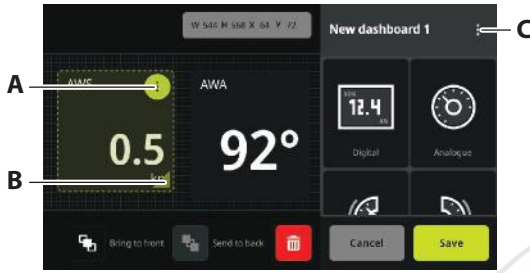 W 544 H 568 X 64 Y 72
New dashboard 1
C
A
AWS
AWA
12.4
0.5
92°
kn
Digital
Analogue
B
Bring to front
Send to back
Cancel
Save